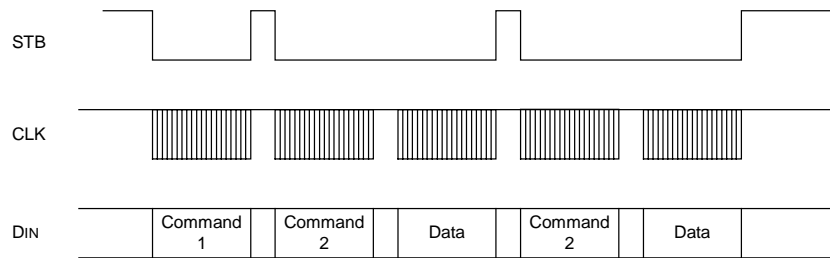 STB
CLK
DIN
Command
1
Command
2
Data
Command
2
Data